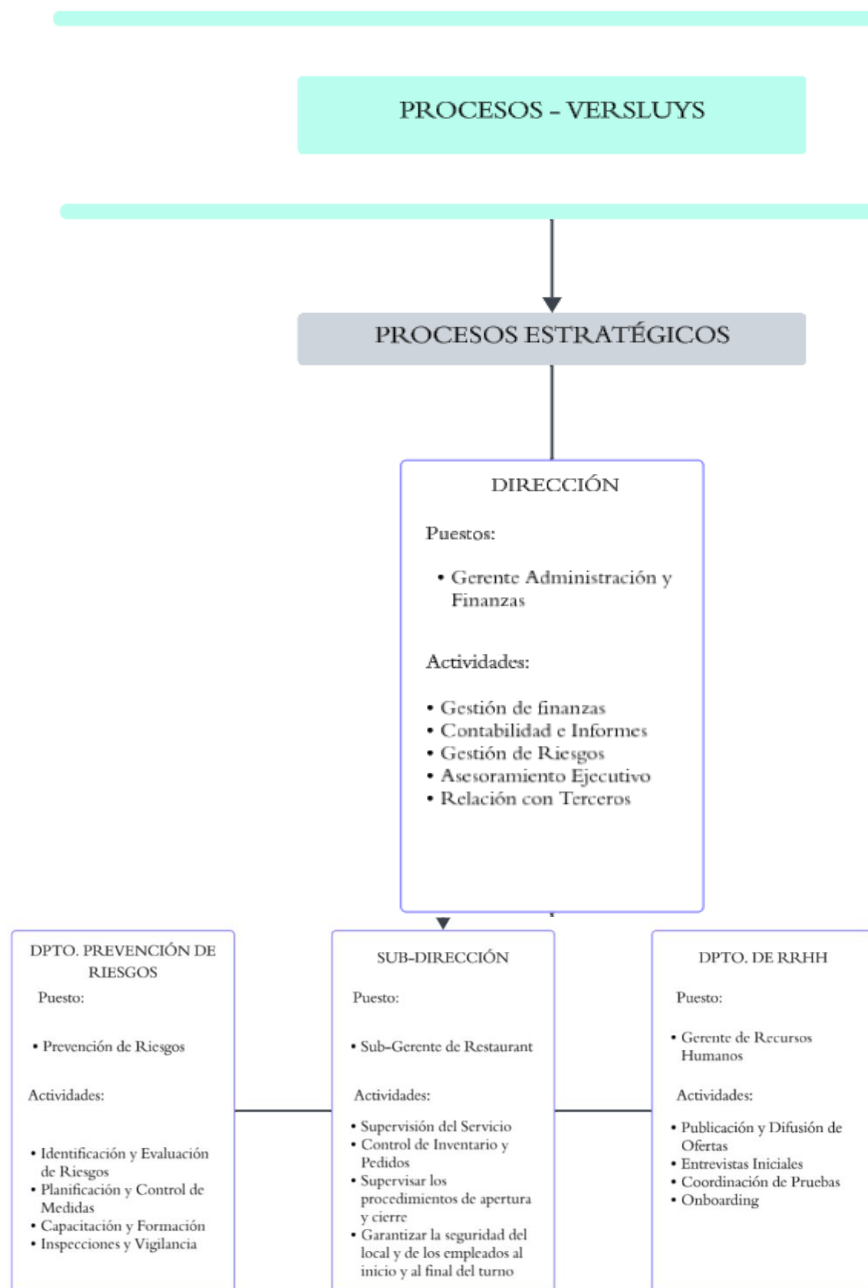 PROCESOS - VERSLUYS
PROCESOS ESTRATÉGICOS
DIRECCIÓN
Puestos:
• Gerente Administración y
Finanzas
Actividades:
• Gestión de finanzas
• Contabilidad e Informes
• Gestión de Riesgos
• Asesoramiento Ejecutivo
• Relación con Terceros
DPTO. PREVENCIÓN DE
RIESGOS
Puesto:
• Prevención de Riesgos
Actividades:
• Identificación y Evaluación
de Riesgos
• Planificación y Control de
Medidas
• Capacitación y Formación
• Inspecciones y Vigilancia
SUB-DIRECCIÓN
Puesto:
• Sub-Gerente de Restaurant
Actividades:
• Supervisión del Servicio
• Control de Inventario y
Pedidos
• Supervisar los
procedimientos de apertura
y cierre
• Garantizar la seguridad del
local y de los empleados al
inicio y al final del turno
DPTO. DE RRHH
Puesto:
• Gerente de Recursos
Humanos
Actividades:
• Publicación y Difusión de
Ofertas
• Entrevistas Iniciales
• Coordinación de Pruebas
• Onboarding